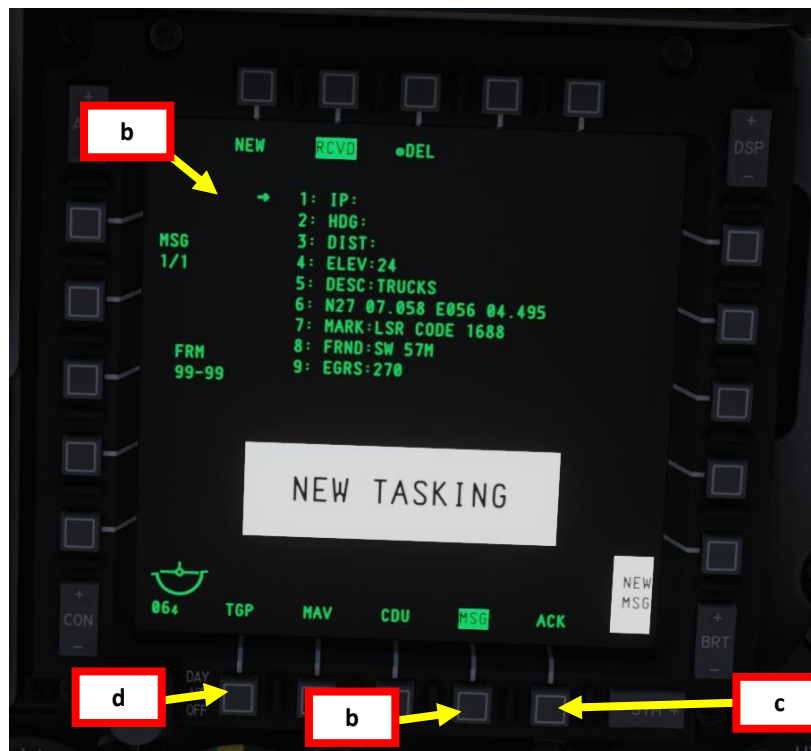 b
NEW RCVD DEL
DSP
1: IP:
2: HDG:
MSG
1/1
3: DIST:
4: ELEV:24
5: DESC:TRUCKS
6: N27 07.058 E056 04.495
7: MARK:LSR CODE 1688
FRM
99-99
8: FRND:SW 57M
9: EGRS:270
NEW TASKING
NEW
MSG
064 TGP MAV CDU MSG ACK
CON
BRT
DAY
OFF
d
b
c